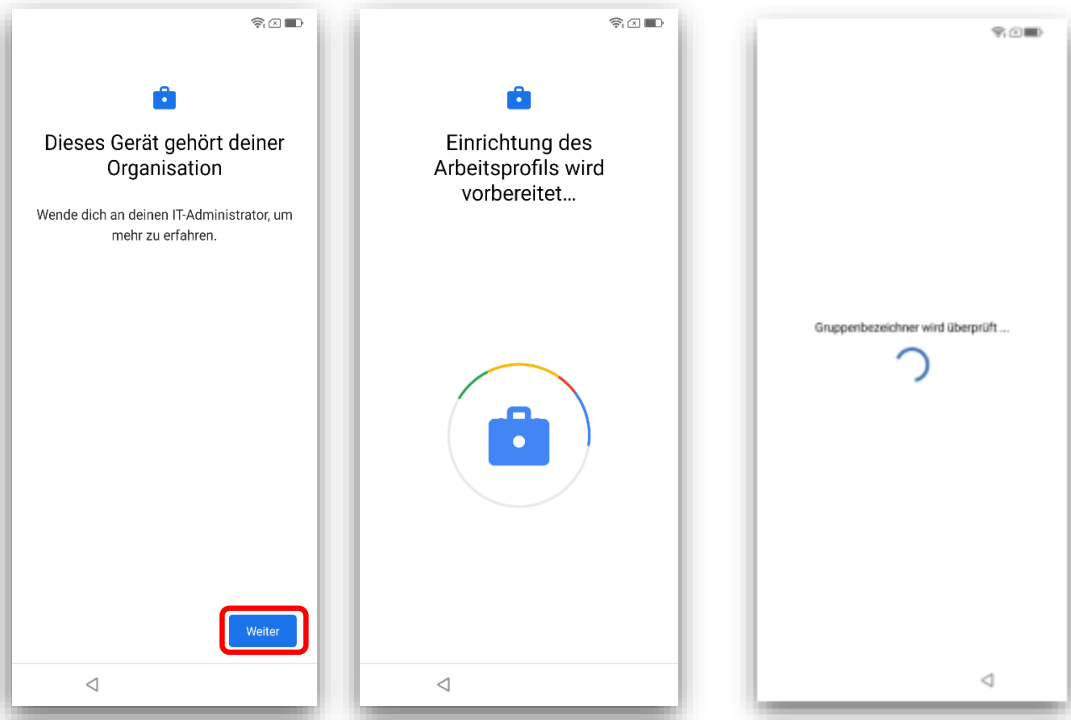 Dieses Gerät gehört deiner
Organisation
Wende dich an deinen IT-Administrator, um
mehr zu erfahren.
Weiter
Einrichtung des
Arbeitsprofils wird
vorbereitet...
Gruppenbezeichner wird überprüft ...